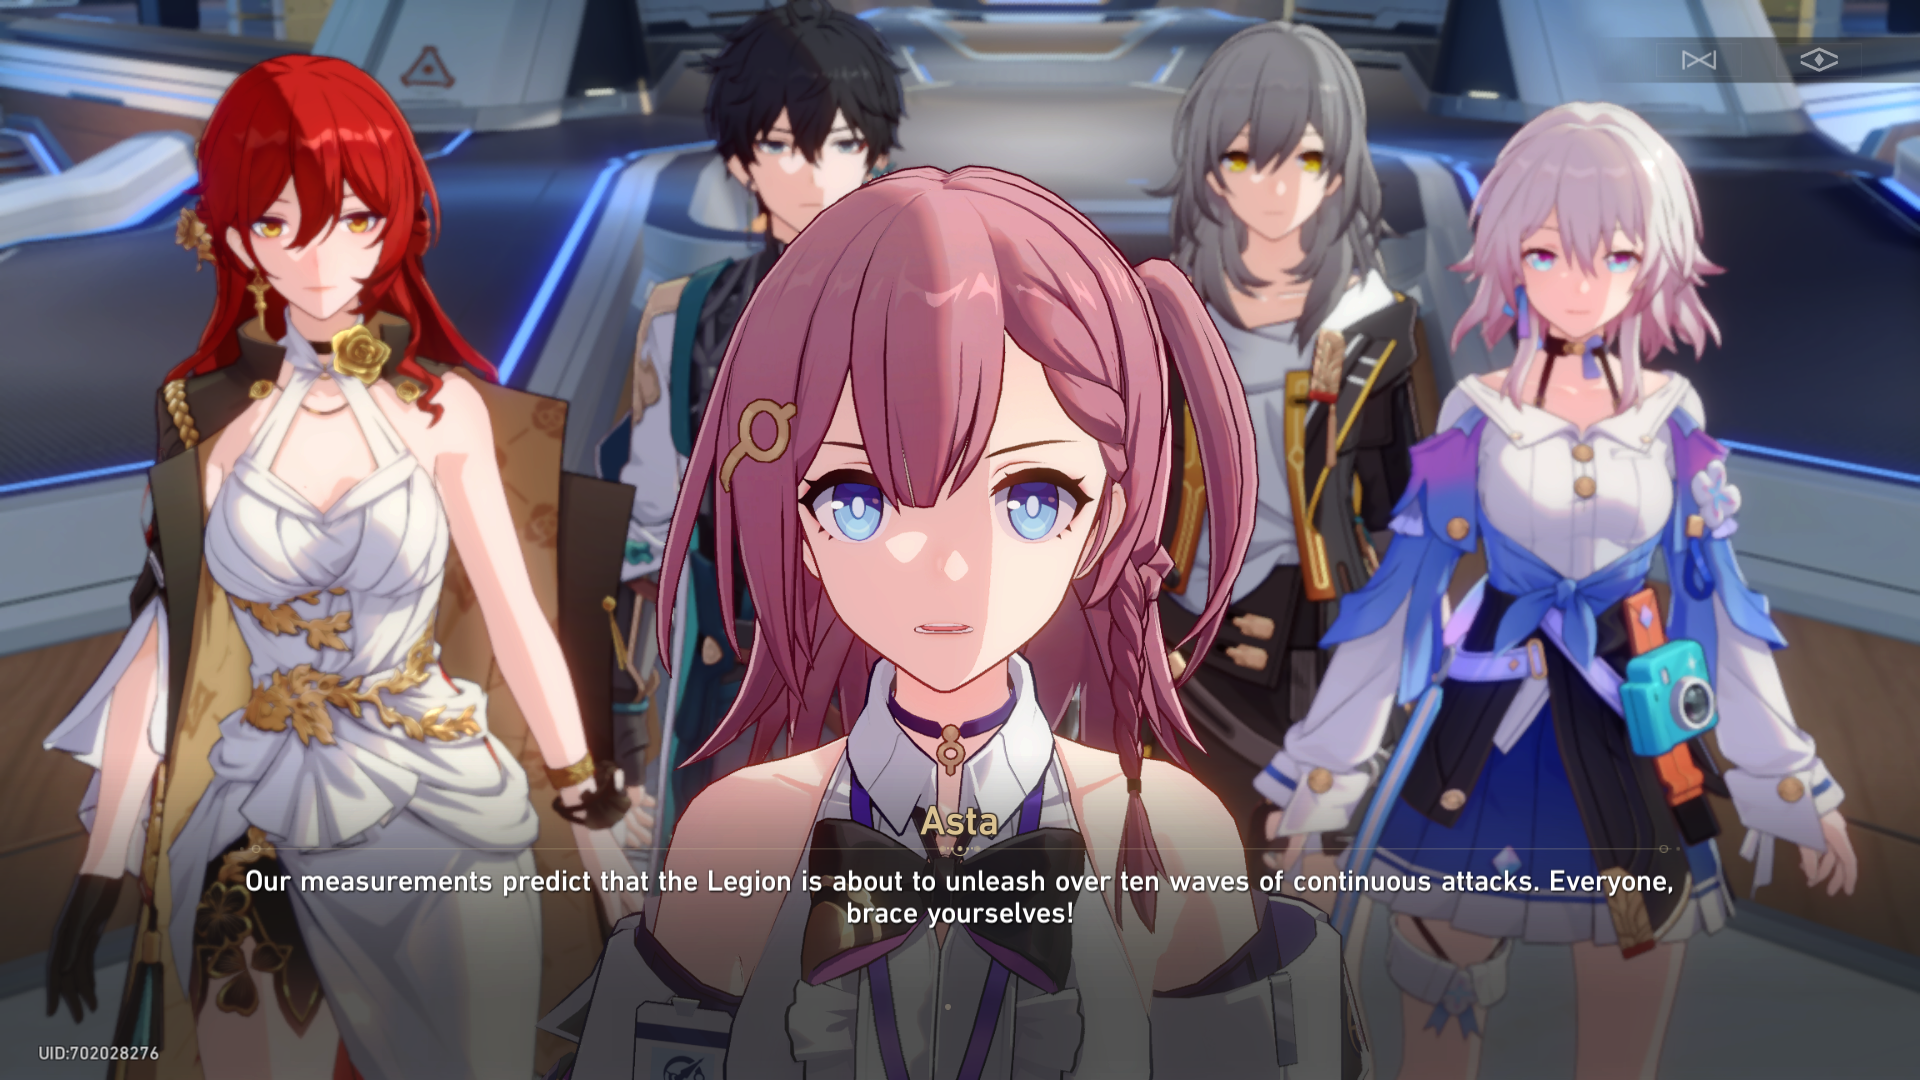 Asta
Our measurements predict that the Legion is about to unleash over ten waves of continuous attacks. Everyone,
brace yourselves!
UID:702028276